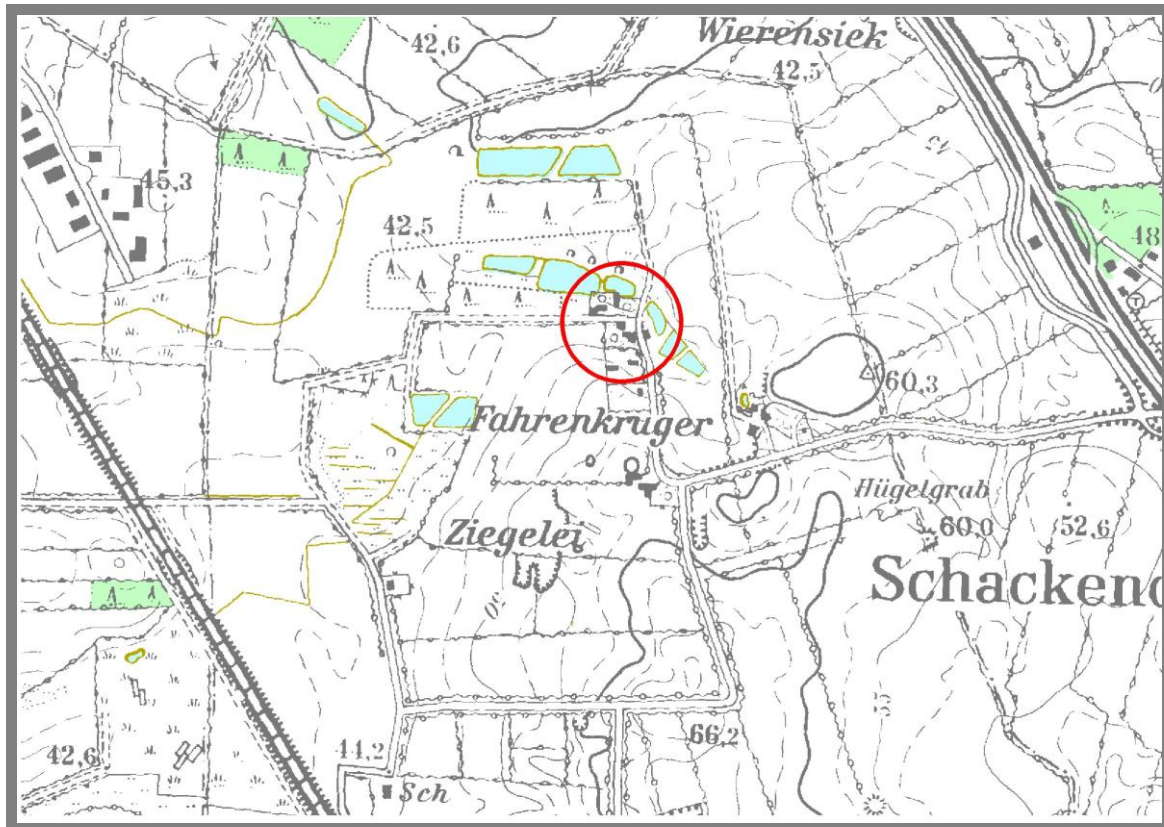 Wierensiek
42,6
42,5
45,3
42,5
48
60,3
Fahrenkruger
Hügelgrab
60,0
52,6
Ziegelei
50
Schackend
66,2
42,6
44,2
Sch